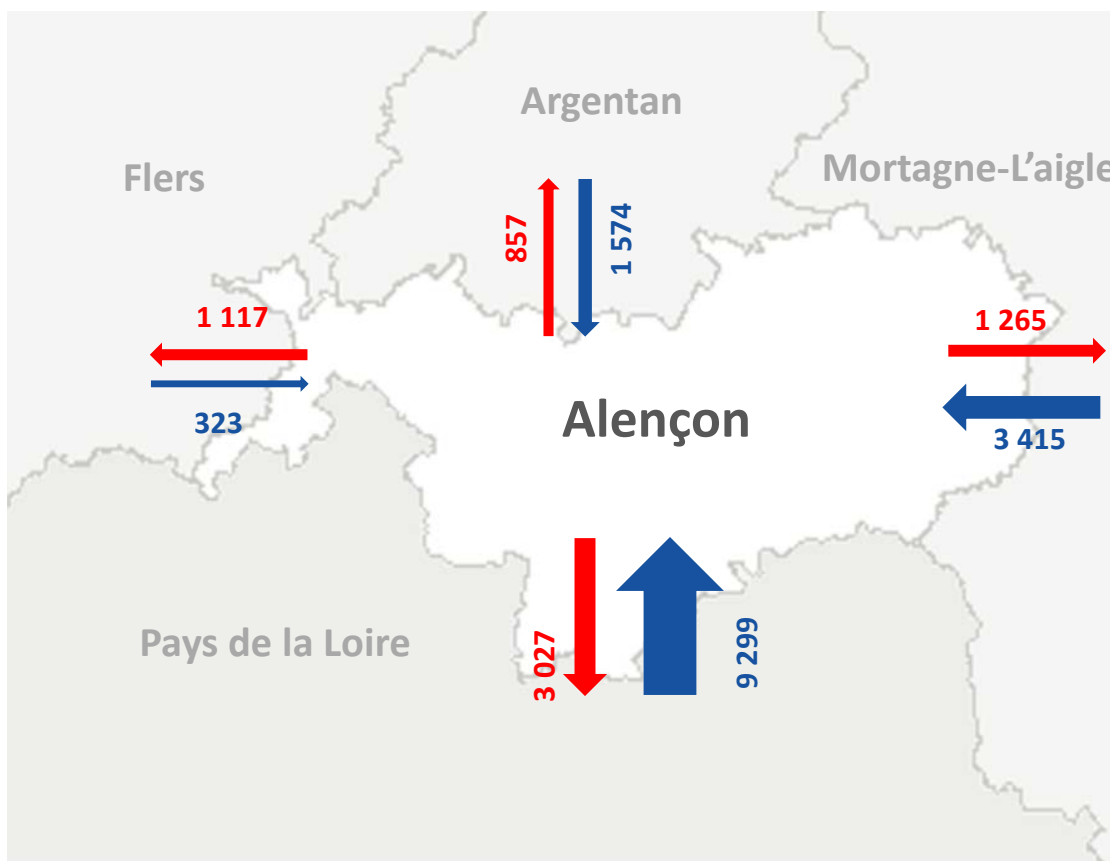 Argentan
Flers
Mortagne-L’aigle
857
1 574
1 117
1 265
323
Alençon
3 415
Pays de la Loire
3 027
9 299